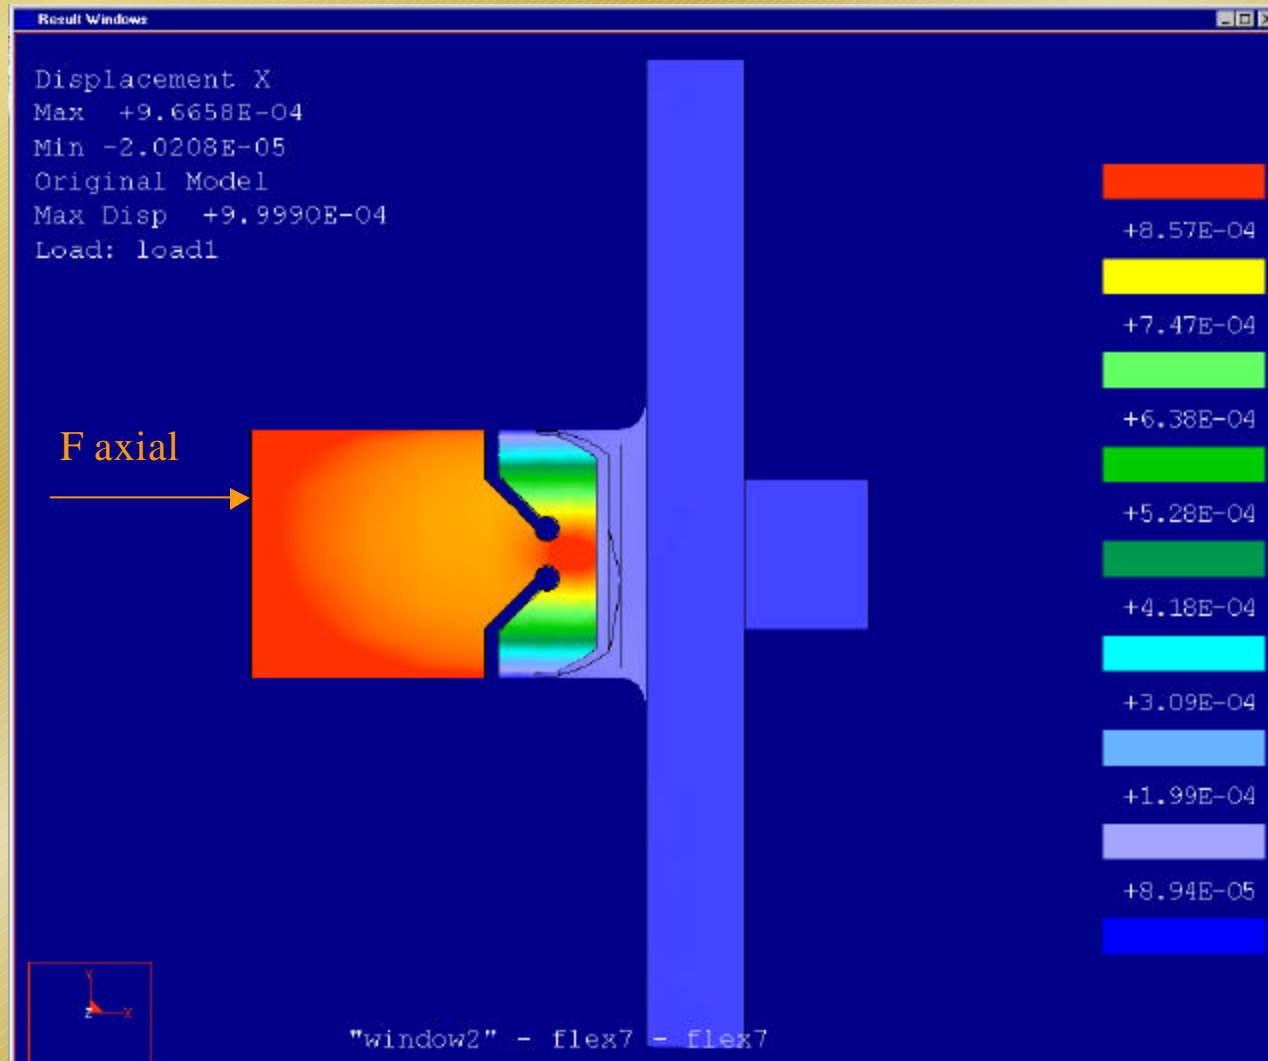 Result Windows
Displacement X
Max +9.6658E-04
Min -2.0208E-05
Original Model
Max Disp +9.9990E-04
Load: load1
+8.57E-04
+7.47E-04
+6.38E-04
+5.28E-04
+4.18E-04
+3.09E-04
+1.99E-04
+8.94E-05
F axial
Y
Z X
"window2" - flex7 - flex7